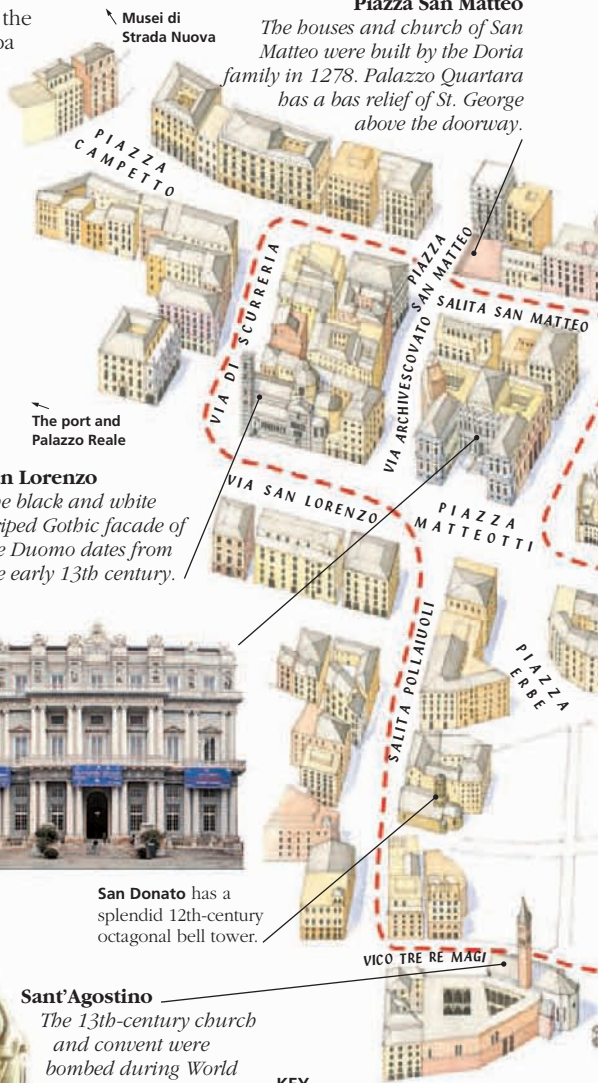 the
Musei di
Strada Nuova
Piazza San Matteo
The houses and church of San
Matteo were built by the Doria
family in 1278. Palazzo Quartara
has a bas relief of St. George
above the doorway.
PIAZZA
CAMPETTO
VIA DI SCURRERIA
PIAZZA
SAN MATTEO
SALITA SAN MATTEO
VIA ARCHIVESCOVATO
The port and
Palazzo Reale
n Lorenzo
e black and white
riped Gothic facade of
e Duomo dates from
e early 13th century.
VIA SAN LORENZO
PIAZZA
MATTEOTTI
SALITA POLLAIUOLI
PIAZZA
ERBE
San Donato has a
splendid 12th-century
octagonal bell tower.
VICO TRE RE MAGI
Sant'Agostino
The 13th-century church
and convent were
bombed during World
KEY